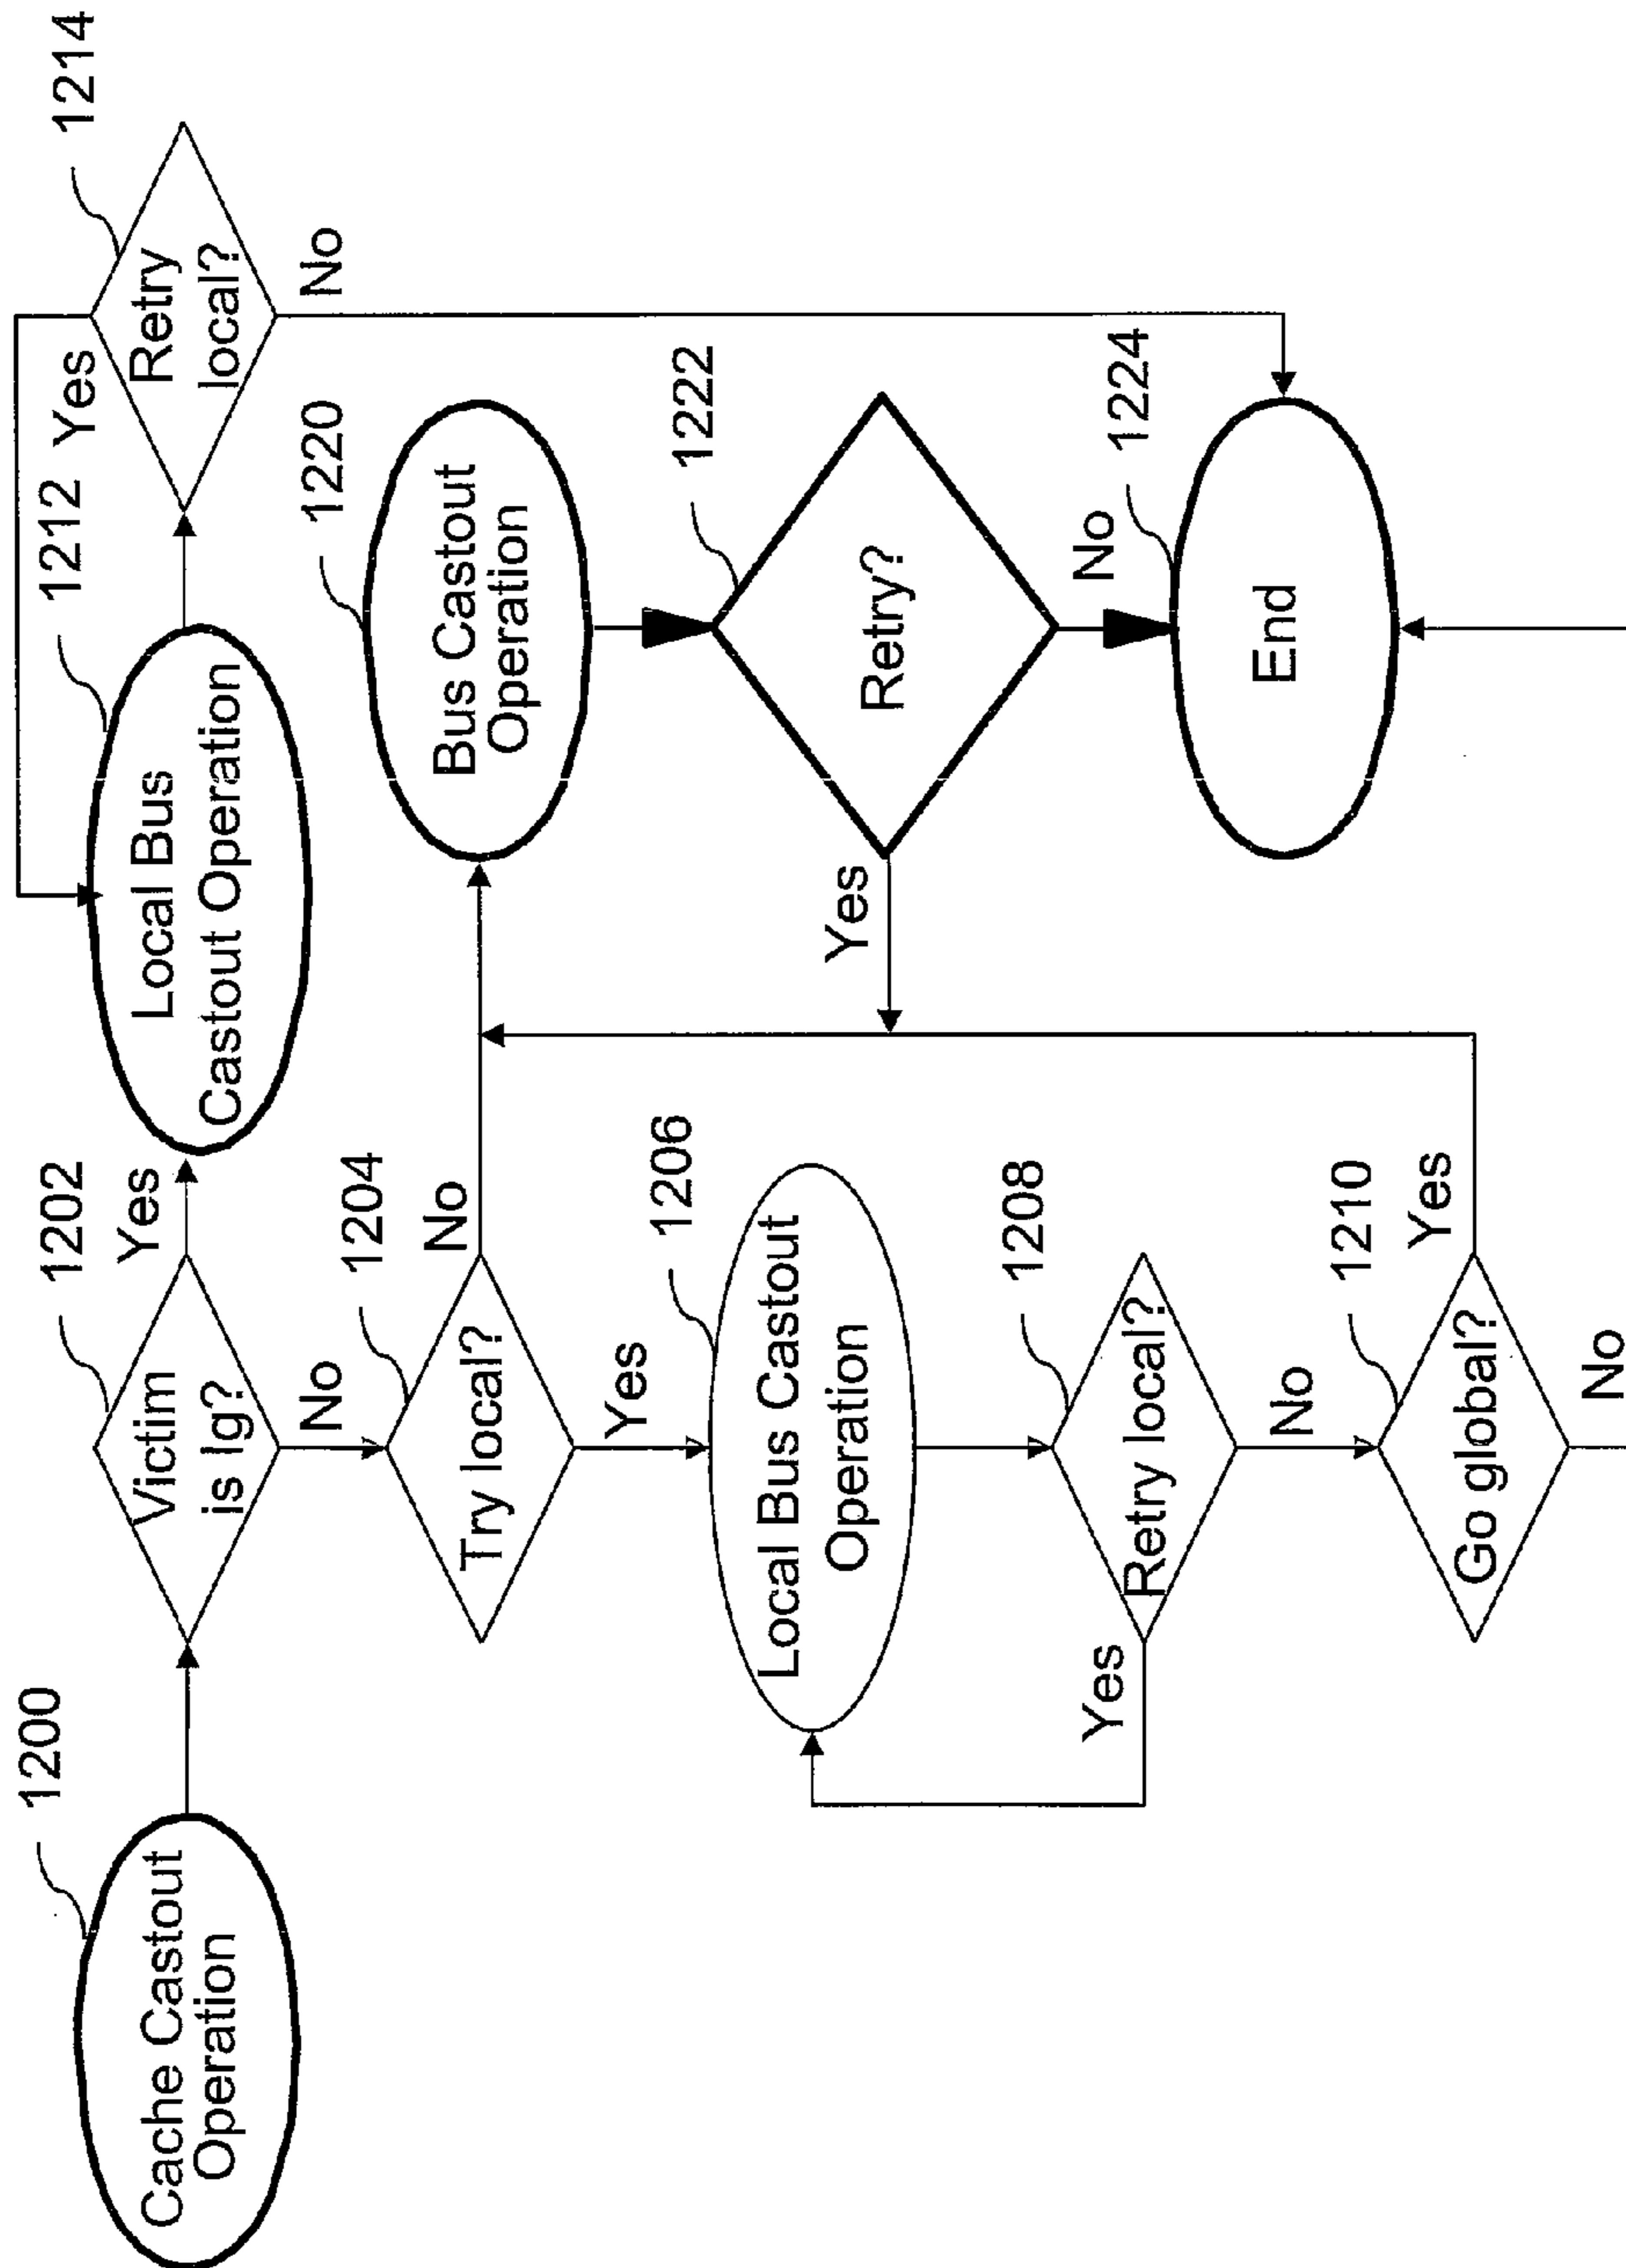 1200
Cache Castout
Operation
1202
Victim
is Ig?
Yes
No
1212
Local Bus
Castout Operation
Yes
1214
Retry
local?
No
1204
Try local?
No
Yes
1220
Bus Castout
Operation
1206
Local Bus Castout
Operation
1222
Retry?
Yes
No
1208
Retry local?
Yes
No
1210
Go global?
Yes
No
1224
End